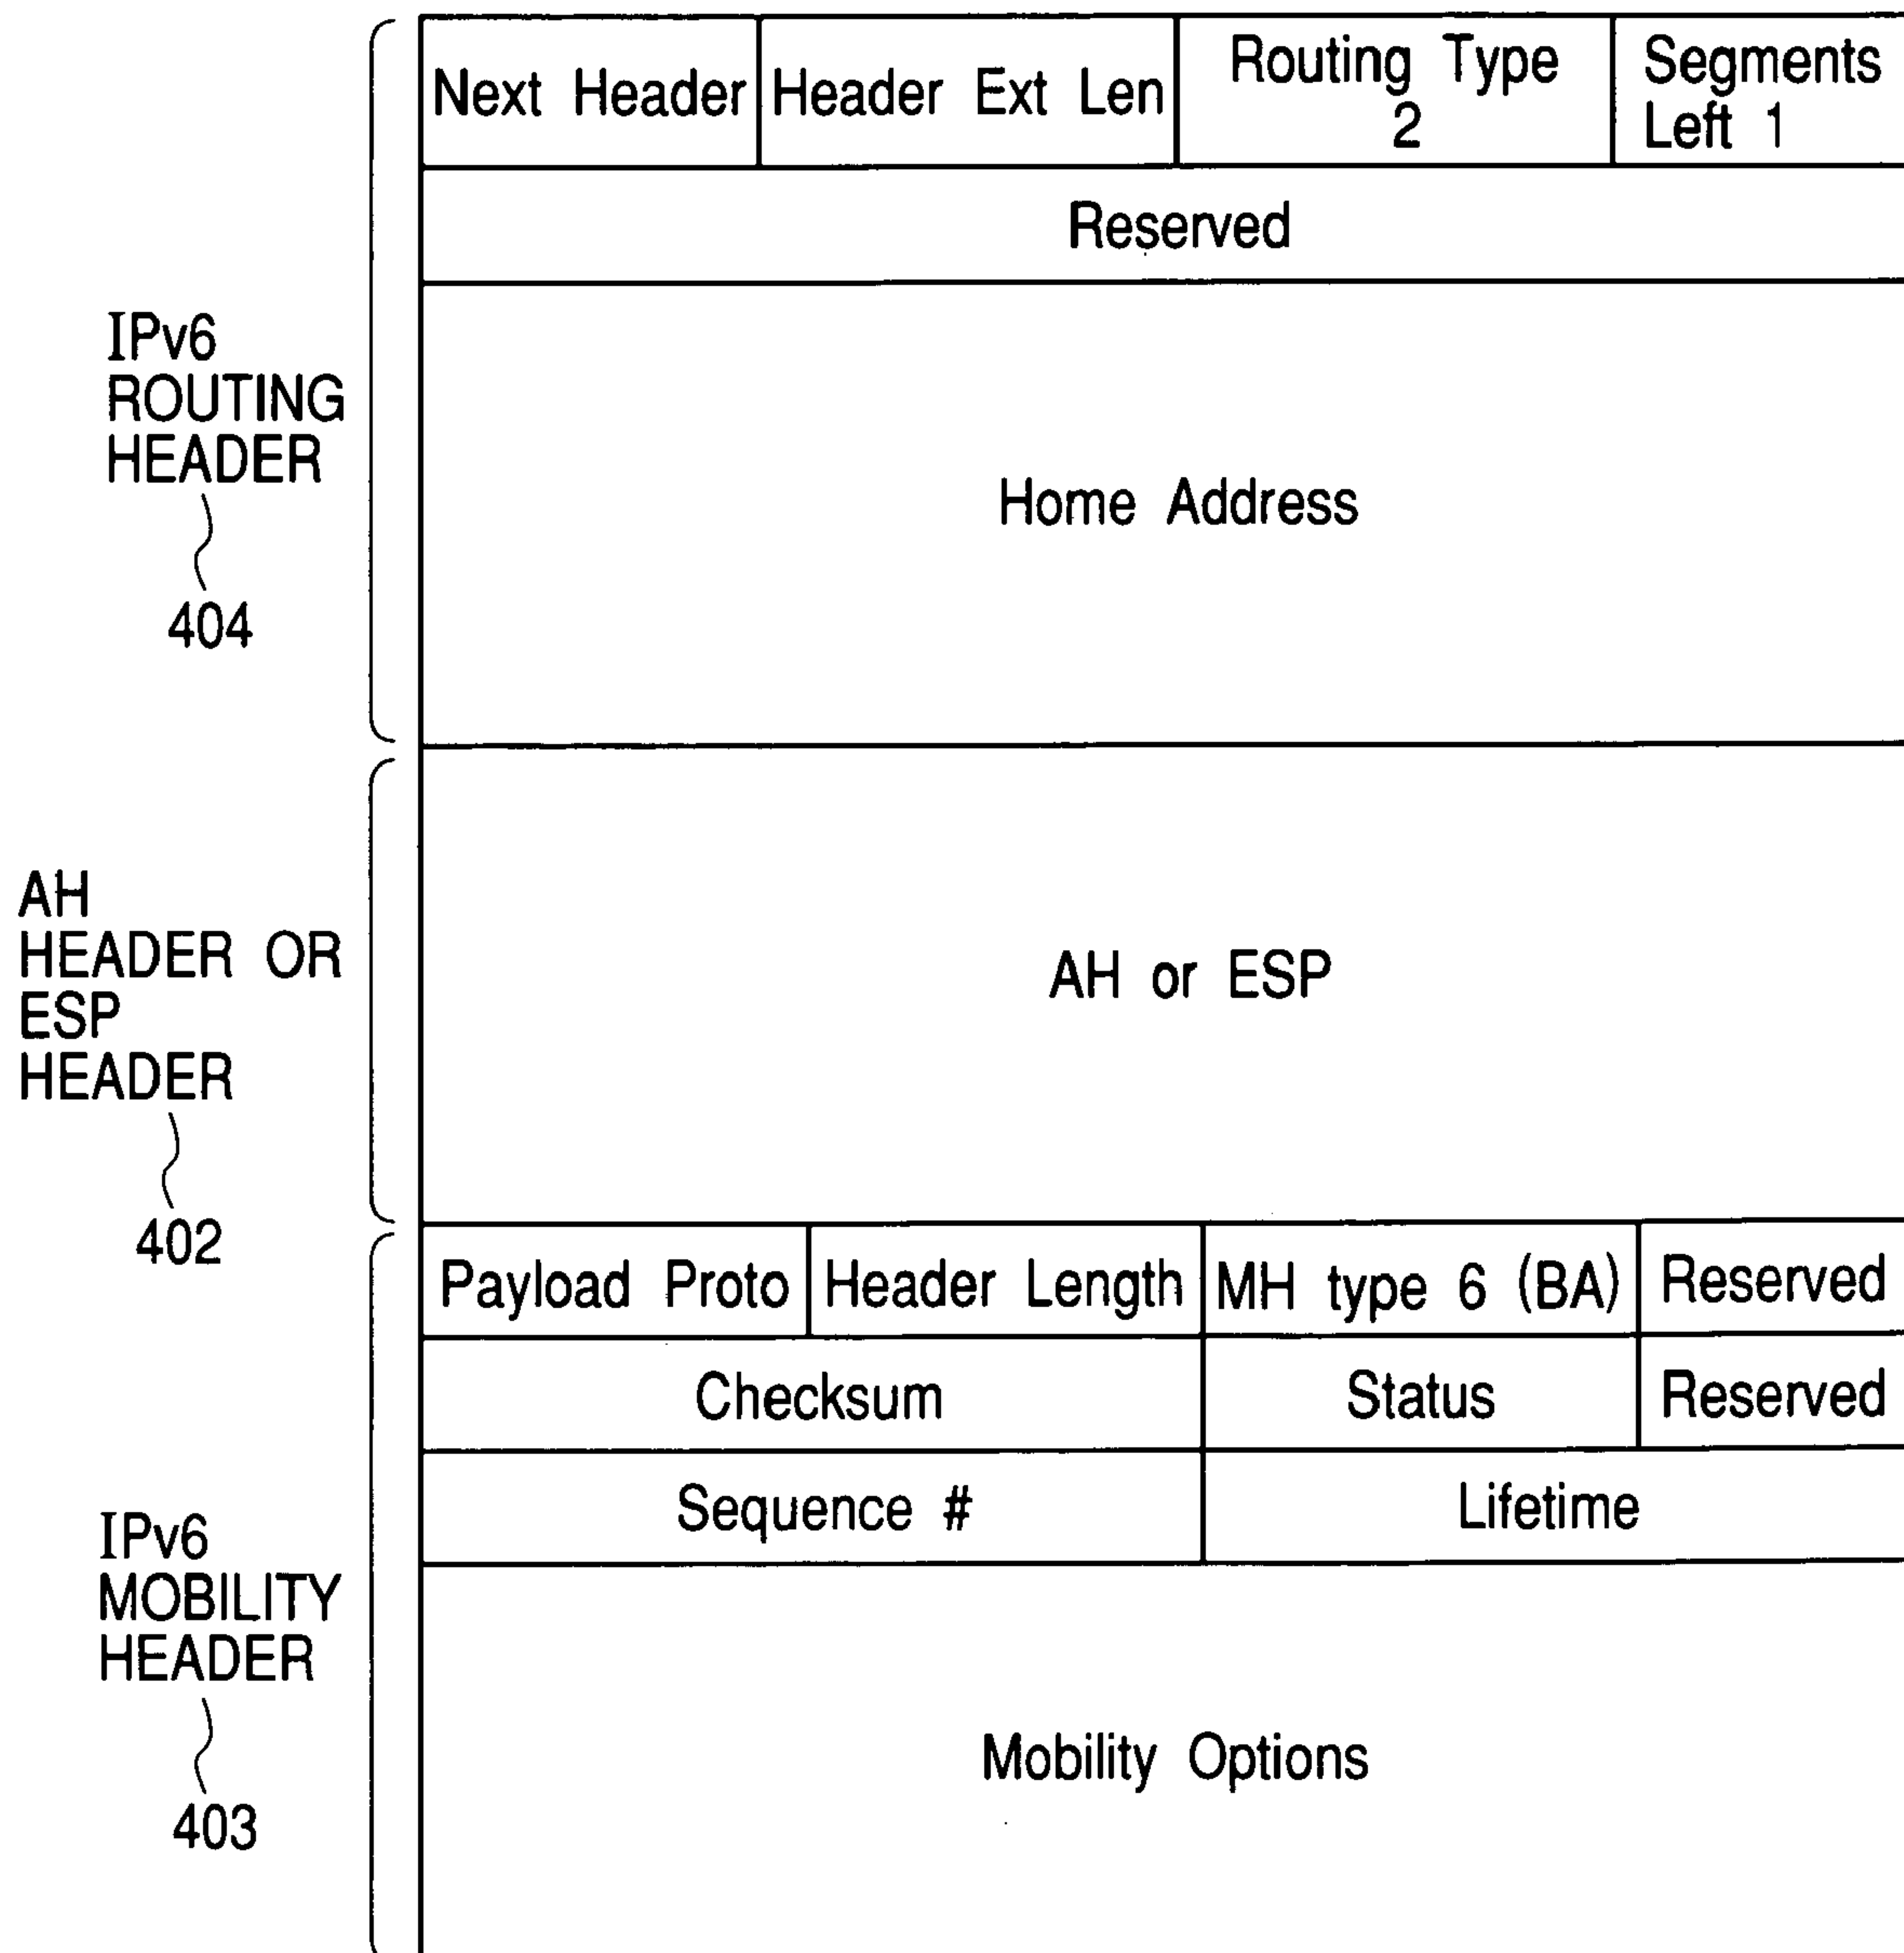 Next Header Header Ext Len Routing Type 2 Segments Left 1
Reserved
IPv6
ROUTING
HEADER
404
Home Address
AH
HEADER OR
ESP
HEADER
402
AH or ESP
Payload Proto Header Length MH type 6 (BA) Reserved
Checksum Status Reserved
Sequence # Lifetime
IPv6
MOBILITY
HEADER
403
Mobility Options